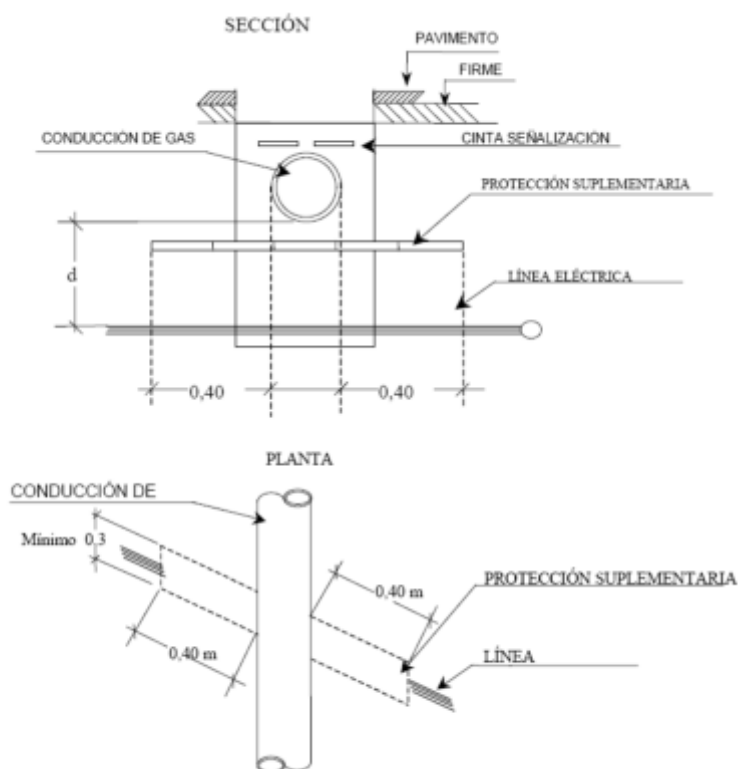 SECCIÓN
PAVIMENTO
FIRME
CONDUCCIÓN DE GAS
CINTA SEÑALIZACIÓN
PROTECCIÓN SUPLEMENTARIA
d
LÍNEA ELÉCTRICA
0,40
0,40
PLANTA
CONDUCCIÓN DE
Mínimo 0.3
0,40 m
PROTECCIÓN SUPLEMENTARIA
0,40 m
LÍNEA